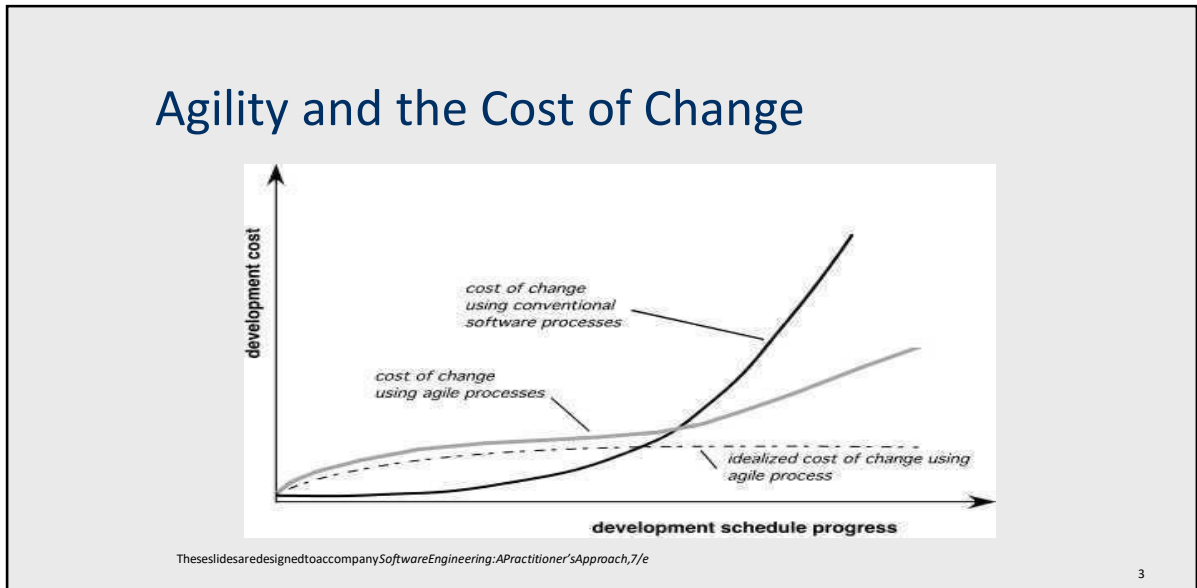 Agility and the Cost of Change
development cost
cost of change
using conventional
software processes
cost of change
using agile processes
idealized cost of change using
agile process
development schedule progress
TheseslidesaredesignedtoaccompanySoftwareEngineering:APractitioner'sApproach,7/e
3